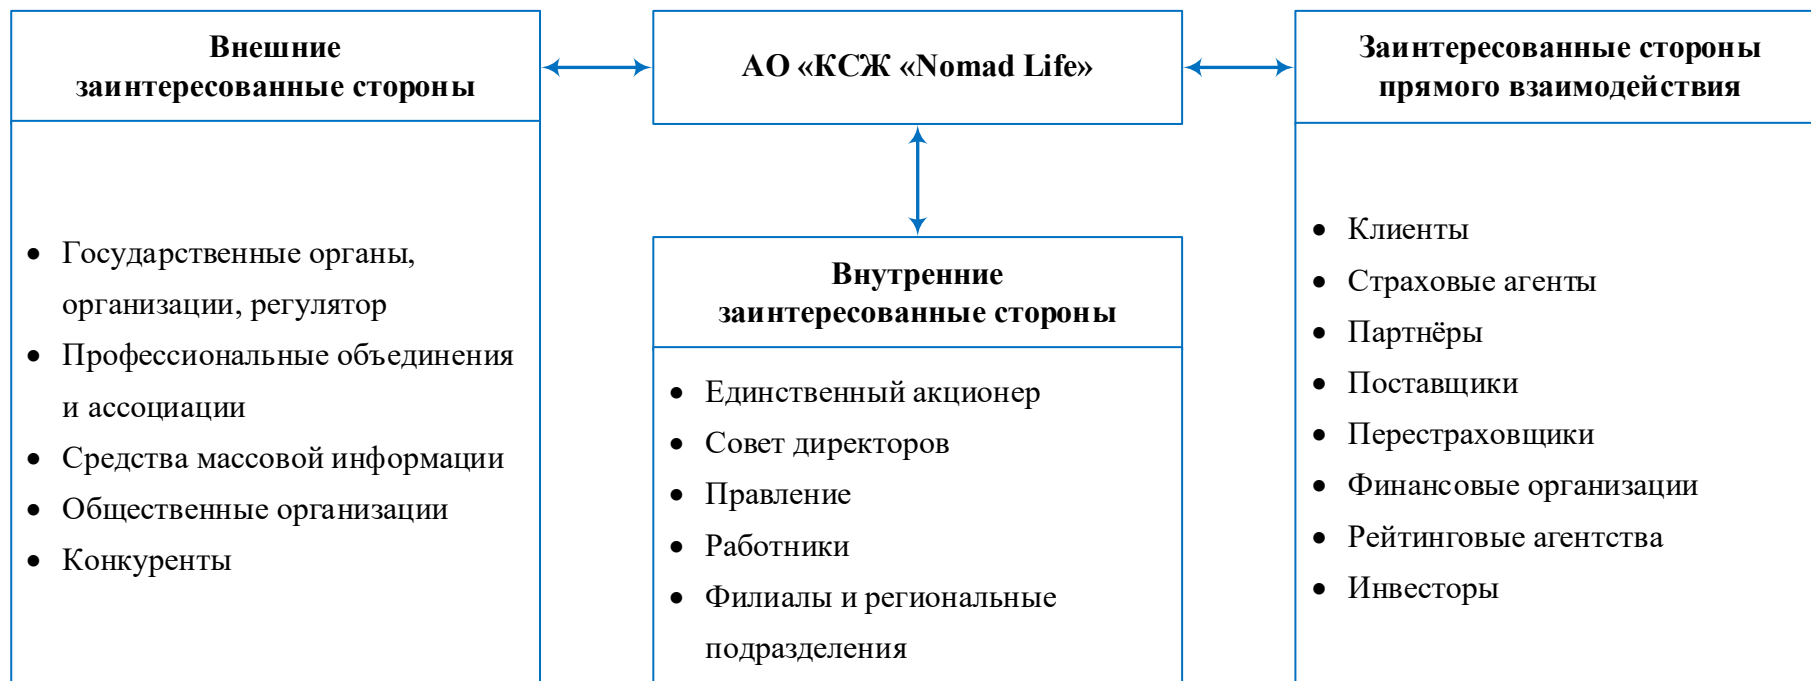 Внешние
заинтересованные стороны
• Государственные органы,
организации, регулятор
• Профессиональные объединения
и ассоциации
• Средства массовой информации
• Общественные организации
• Конкуренты
АО «КСЖ «Nomad Life»
Внутренние
заинтересованные стороны
• Единственный акционер
• Совет директоров
• Правление
• Работники
• Филиалы и региональные
подразделения
Заинтересованные стороны
прямого взаимодействия
• Клиенты
• Страховые агенты
• Партнёры
• Поставщики
• Перестраховщики
• Финансовые организации
• Рейтинговые агентства
• Инвесторы